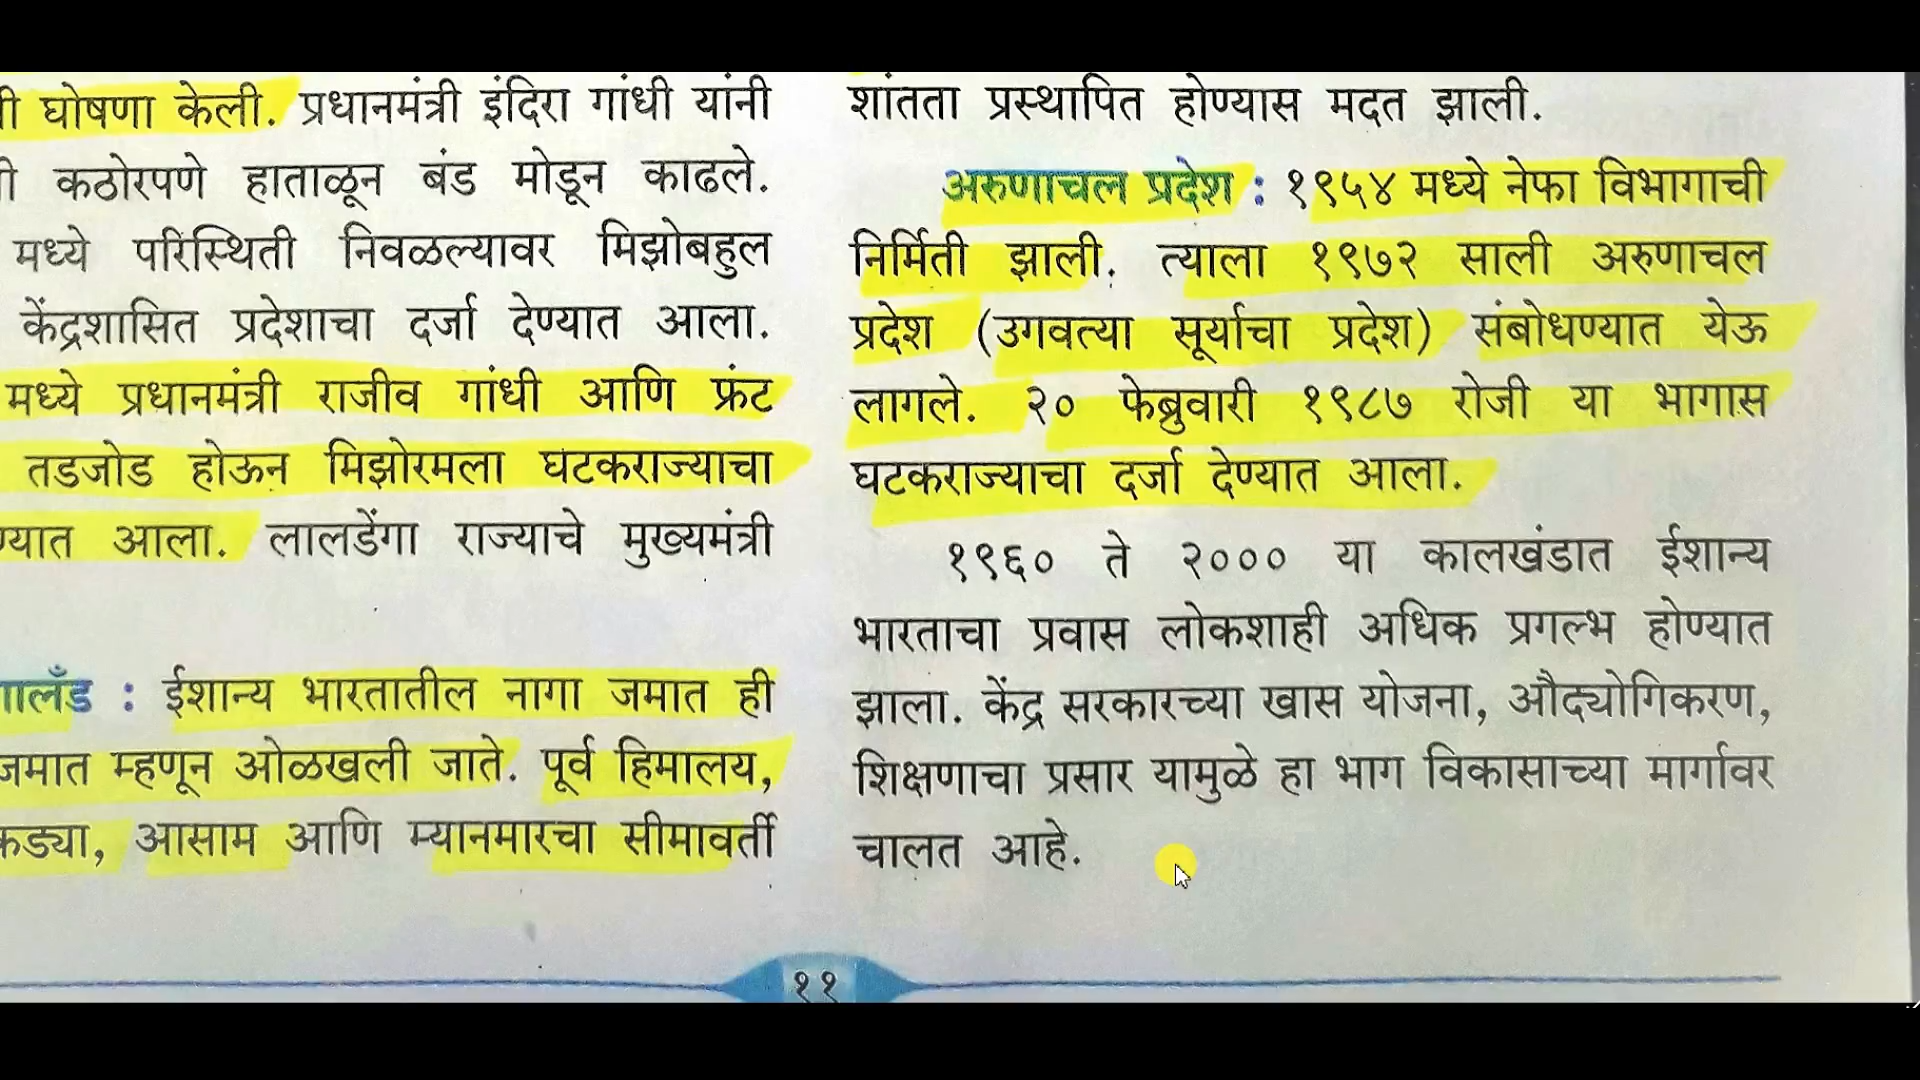 घोषणा केली. प्रधानमंत्री इंदिरा गांधी यांनी
कठोरपणे हाताळून बंड मोडून काढले.
मध्ये परिस्थिती निवळल्यावर मिझोबहुल
केंद्रशासित प्रदेशाचा दर्जा देण्यात आला.
मध्ये प्रधानमंत्री राजीव गांधी आणि फ्रंट
तडजोड होऊन मिझोरमला घटकराज्याचा
आला. लालडेंगा राज्याचे मुख्यमंत्री
: ईशान्य भारतातील नागा जमात ही
जमात म्हणून ओळखली जाते. पूर्व हिमालय,
आसाम आणि म्यानमारचा सीमावर्ती
शांतता प्रस्थापित होण्यास मदत झाली.
अरुणाचल प्रदेश : १९५४ मध्ये नेफा विभागाची
निर्मिती झाली. त्याला १९७२ साली अरुणाचल
प्रदेश (उगवत्या सूर्याचा प्रदेश) संबोधण्यात येऊ
लागले. २० फेब्रुवारी १९८७ रोजी या भागास
घटकराज्याचा दर्जा देण्यात आला.
१९६० ते २००० या कालखंडात ईशान्य
भारताचा प्रवास लोकशाही अधिक प्रगल्भ होण्यात
झाला. केंद्र सरकारच्या खास योजना, औद्योगिकरण,
शिक्षणाचा प्रसार यामुळे हा भाग विकासाच्या मार्गावर
चालत आहे.
११